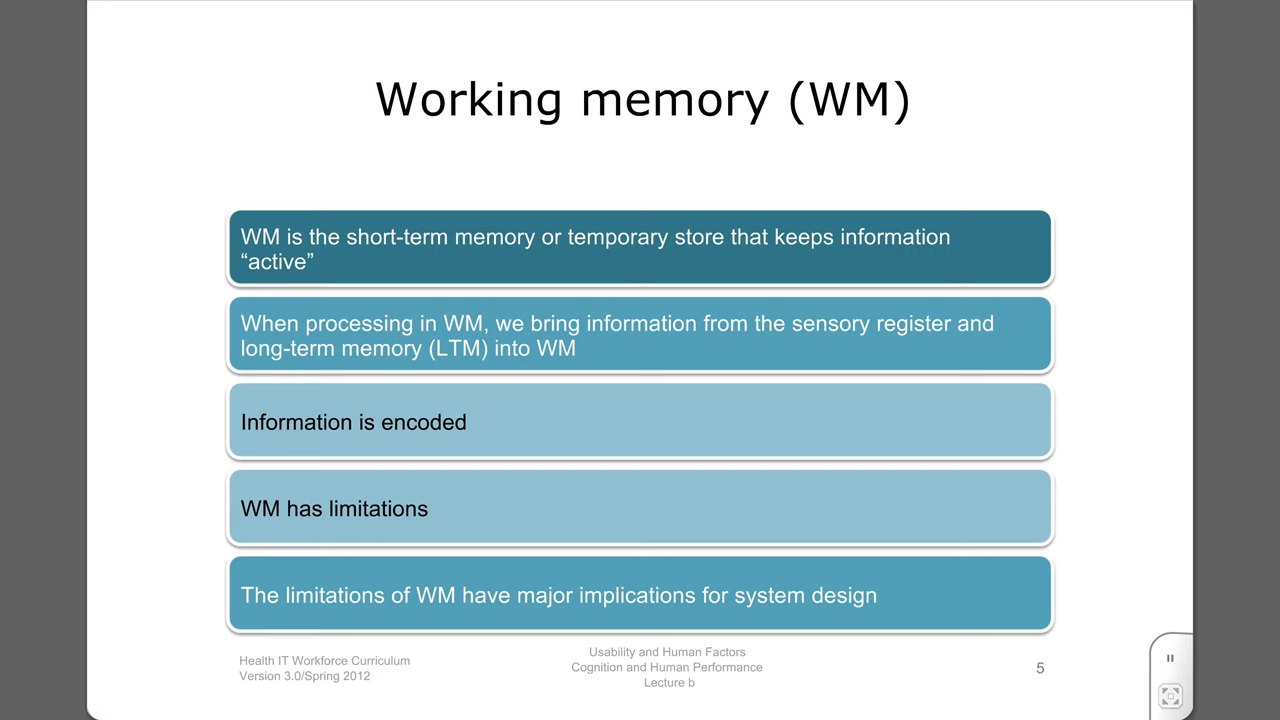 Working memory (WM)
WM is the short-term memory or temporary store that keeps information
“active”
When processing in WM, we bring information from the sensory register and
long-term memory (LTM) into WM
Information is encoded
WM has limitations
The limitations of WM have major implications for system design
Health IT Workforce Curriculum
Version 3.0/Spring 2012
Usability and Human Factors
Cognition and Human Performance
Lecture b
5